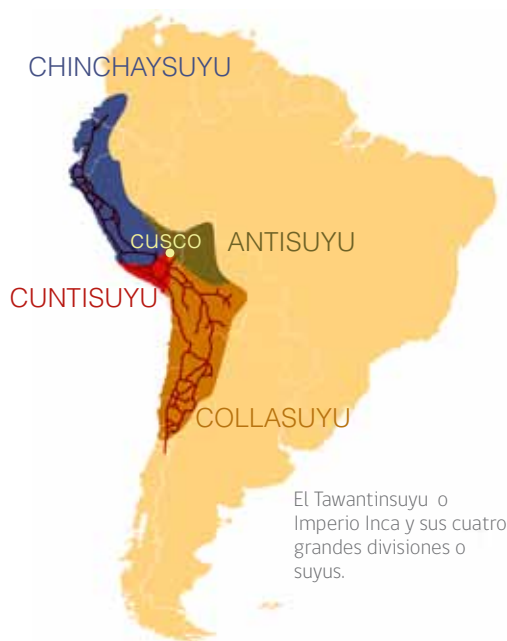 CHINCHAYSUYU
CUSCO
ANTISUYU
CUNTISUYU
COLLASUYU
El Tawantinsuyu o
Imperio Inca y sus cuatro
grandes divisiones o
suyus.